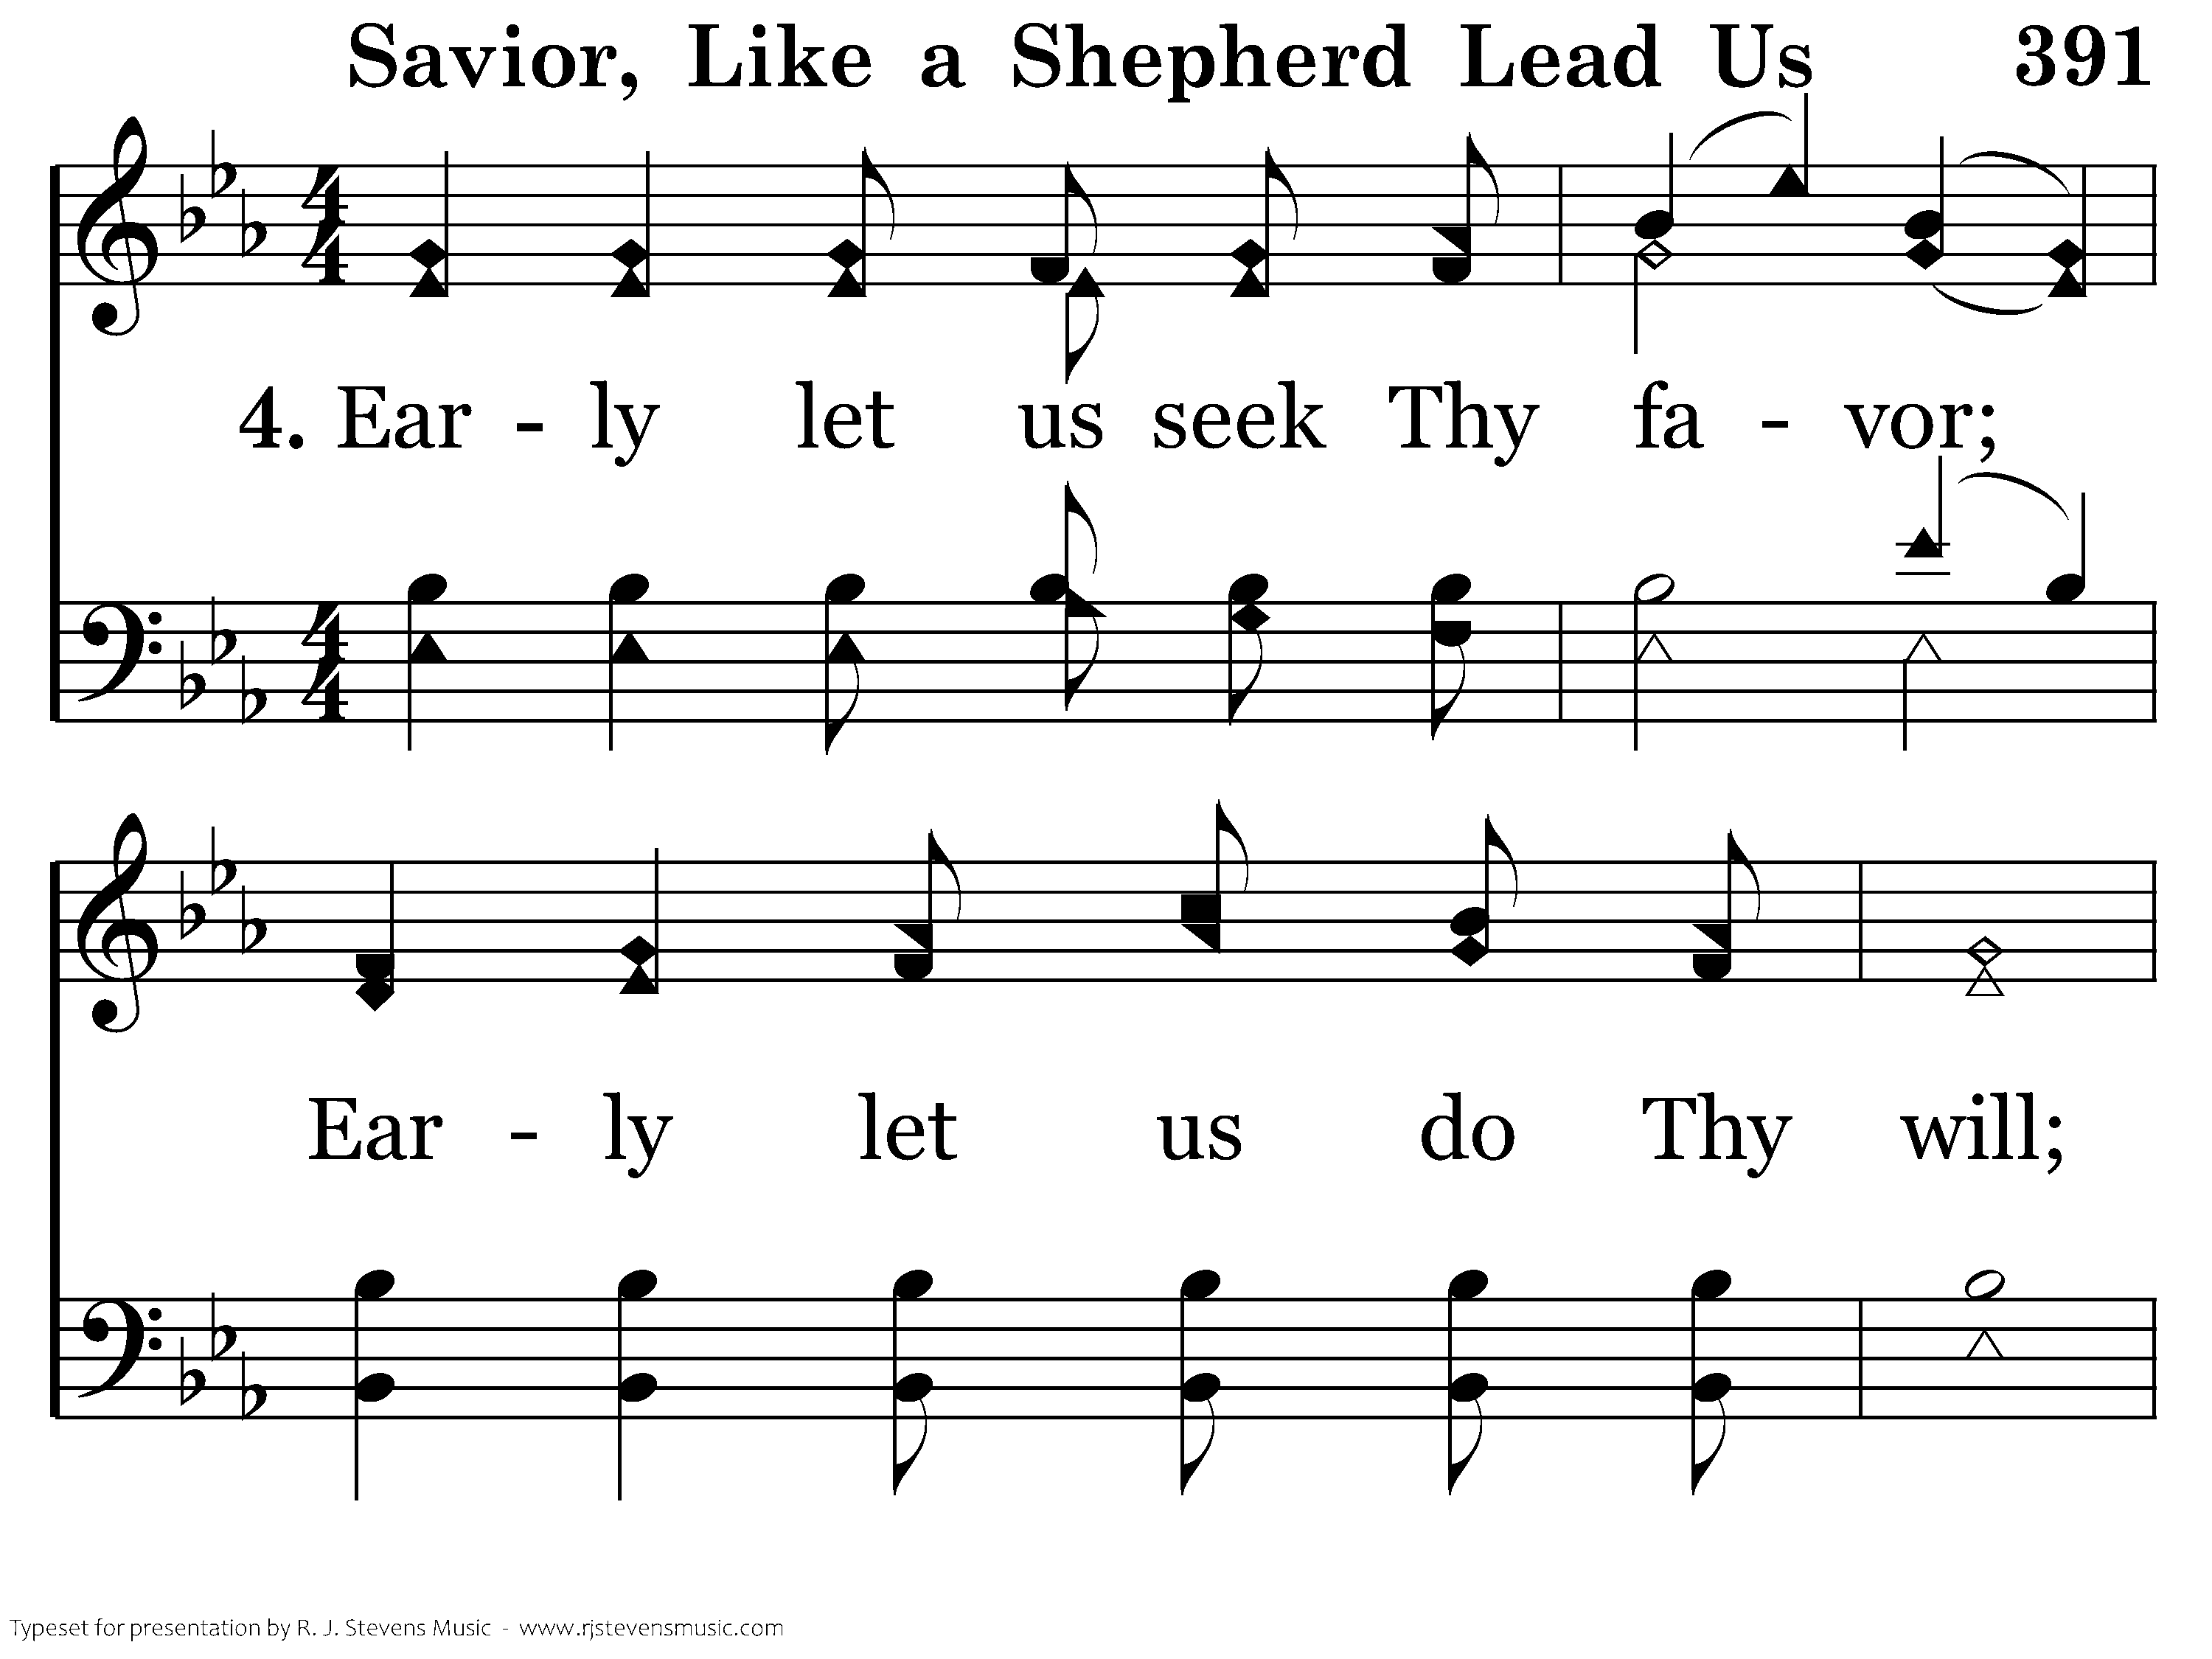 Savior, Like a Shepherd Lead Us 391
4. Ear - ly let us seek Thy fa - vor;
Ear - ly let us do Thy will;
Typeset for presentation by R. J. Stevens Music - www.rjstevensmusic.com